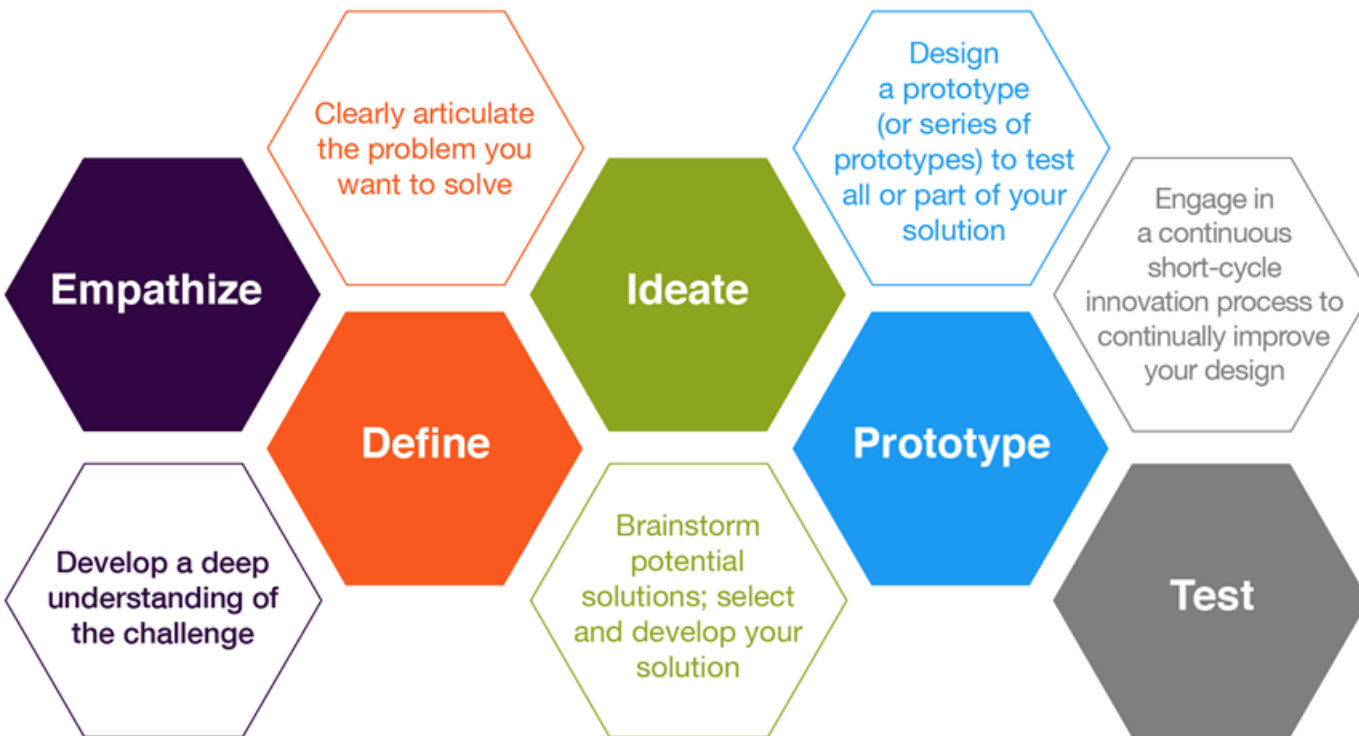 Empathize
Develop a deep
understanding of
the challenge
Clearly articulate
the problem you
want to solve
Define
Ideate
Brainstorm
potential
solutions; select
and develop your
solution
Design
a prototype
(or series of
prototypes) to test
all or part of your
solution
Prototype
Engage in
a continuous
short-cycle
innovation process to
continually improve
your design
Test